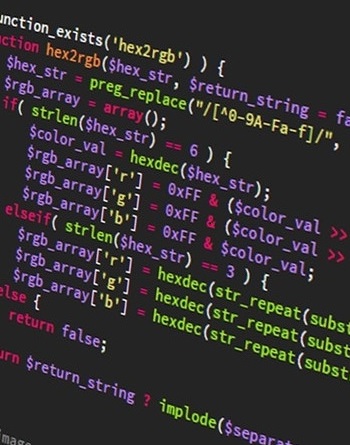 unction_exists('hex2rgb') ) {
nction hex2rgb($hex_str, $return_string = fa
$hex_str = preg_replace("/[^0-9A-Fa-f]/",
$rgb_array = array();
if( strlen($hex_str) == 6 ) {
$color_val = hexdec($hex_str);
$rgb_array['r'] = 0xFF & ($color_val >>
$rgb_array['g'] = 0xFF & ($color_val >>
$rgb_array['b'] = 0xFF & $color_val;
elseif( strlen($hex_str) == 3 ) {
$rgb_array['r'] = hexdec(str_repeat(subst
$rgb_array['g'] = hexdec(str_repeat(subst
$rgb_array['b'] = hexdec(str_repeat(subst
else {
return false;
urn $return_string ? implode($separat
image